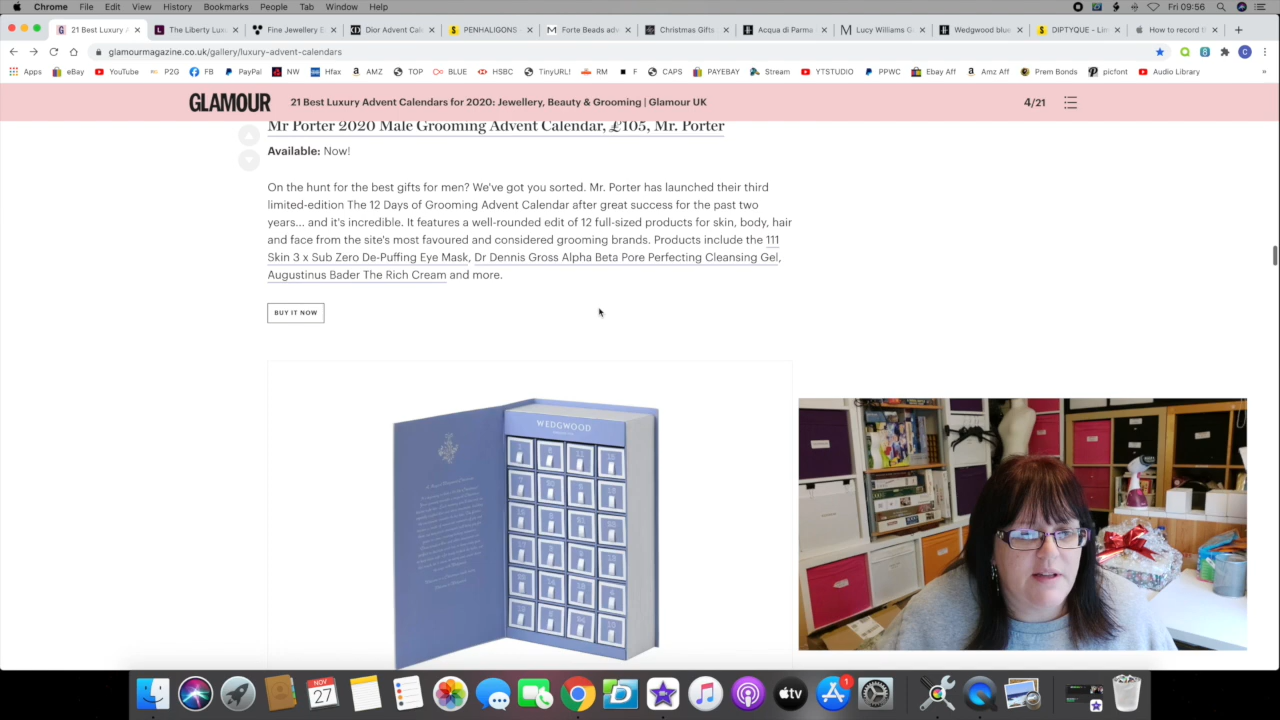 Chrome File Edit View History Bookmarks People Tab Window Help Fri 09:56
21 Best Luxury A The Liberty Lux Fine Jewellery E Dior Advent Cal PENHALIGONS Forte Beads adv Christmas Gifts Acqua di Parma Lucy Williams G Wedgwood blue DIPTYQUE - Lim How to record t
glamourmagazine.co.uk/gallery/luxury-advent-calendars
Apps eBay YouTube P2G FB PayPal NW Hfax AMZ TOP BLUE HSBC TinyURL! RM F CAPS PAYEBAY Stream YTSTUDIO PPWC Ebay Aff Amz Aff Prem Bonds picfont Audio Library »
GLAMOUR 21 Best Luxury Advent Calendars for 2020: Jewellery, Beauty & Grooming | Glamour UK 4/21
Mr Porter 2020 Male Grooming Advent Calendar, £105, Mr. Porter
Available: Now!
On the hunt for the best gifts for men? We've got you sorted. Mr. Porter has launched their third
limited-edition The 12 Days of Grooming Advent Calendar after great success for the past two
years... and it's incredible. It features a well-rounded edit of 12 full-sized products for skin, body, hair
and face from the site's most favoured and considered grooming brands. Products include the 111
Skin 3 x Sub Zero De-Puffing Eye Mask, Dr Dennis Gross Alpha Beta Pore Perfecting Cleansing Gel,
Augustinus Bader The Rich Cream and more.
BUY IT NOW
WEDGWOOD
NOV
27
tv
1